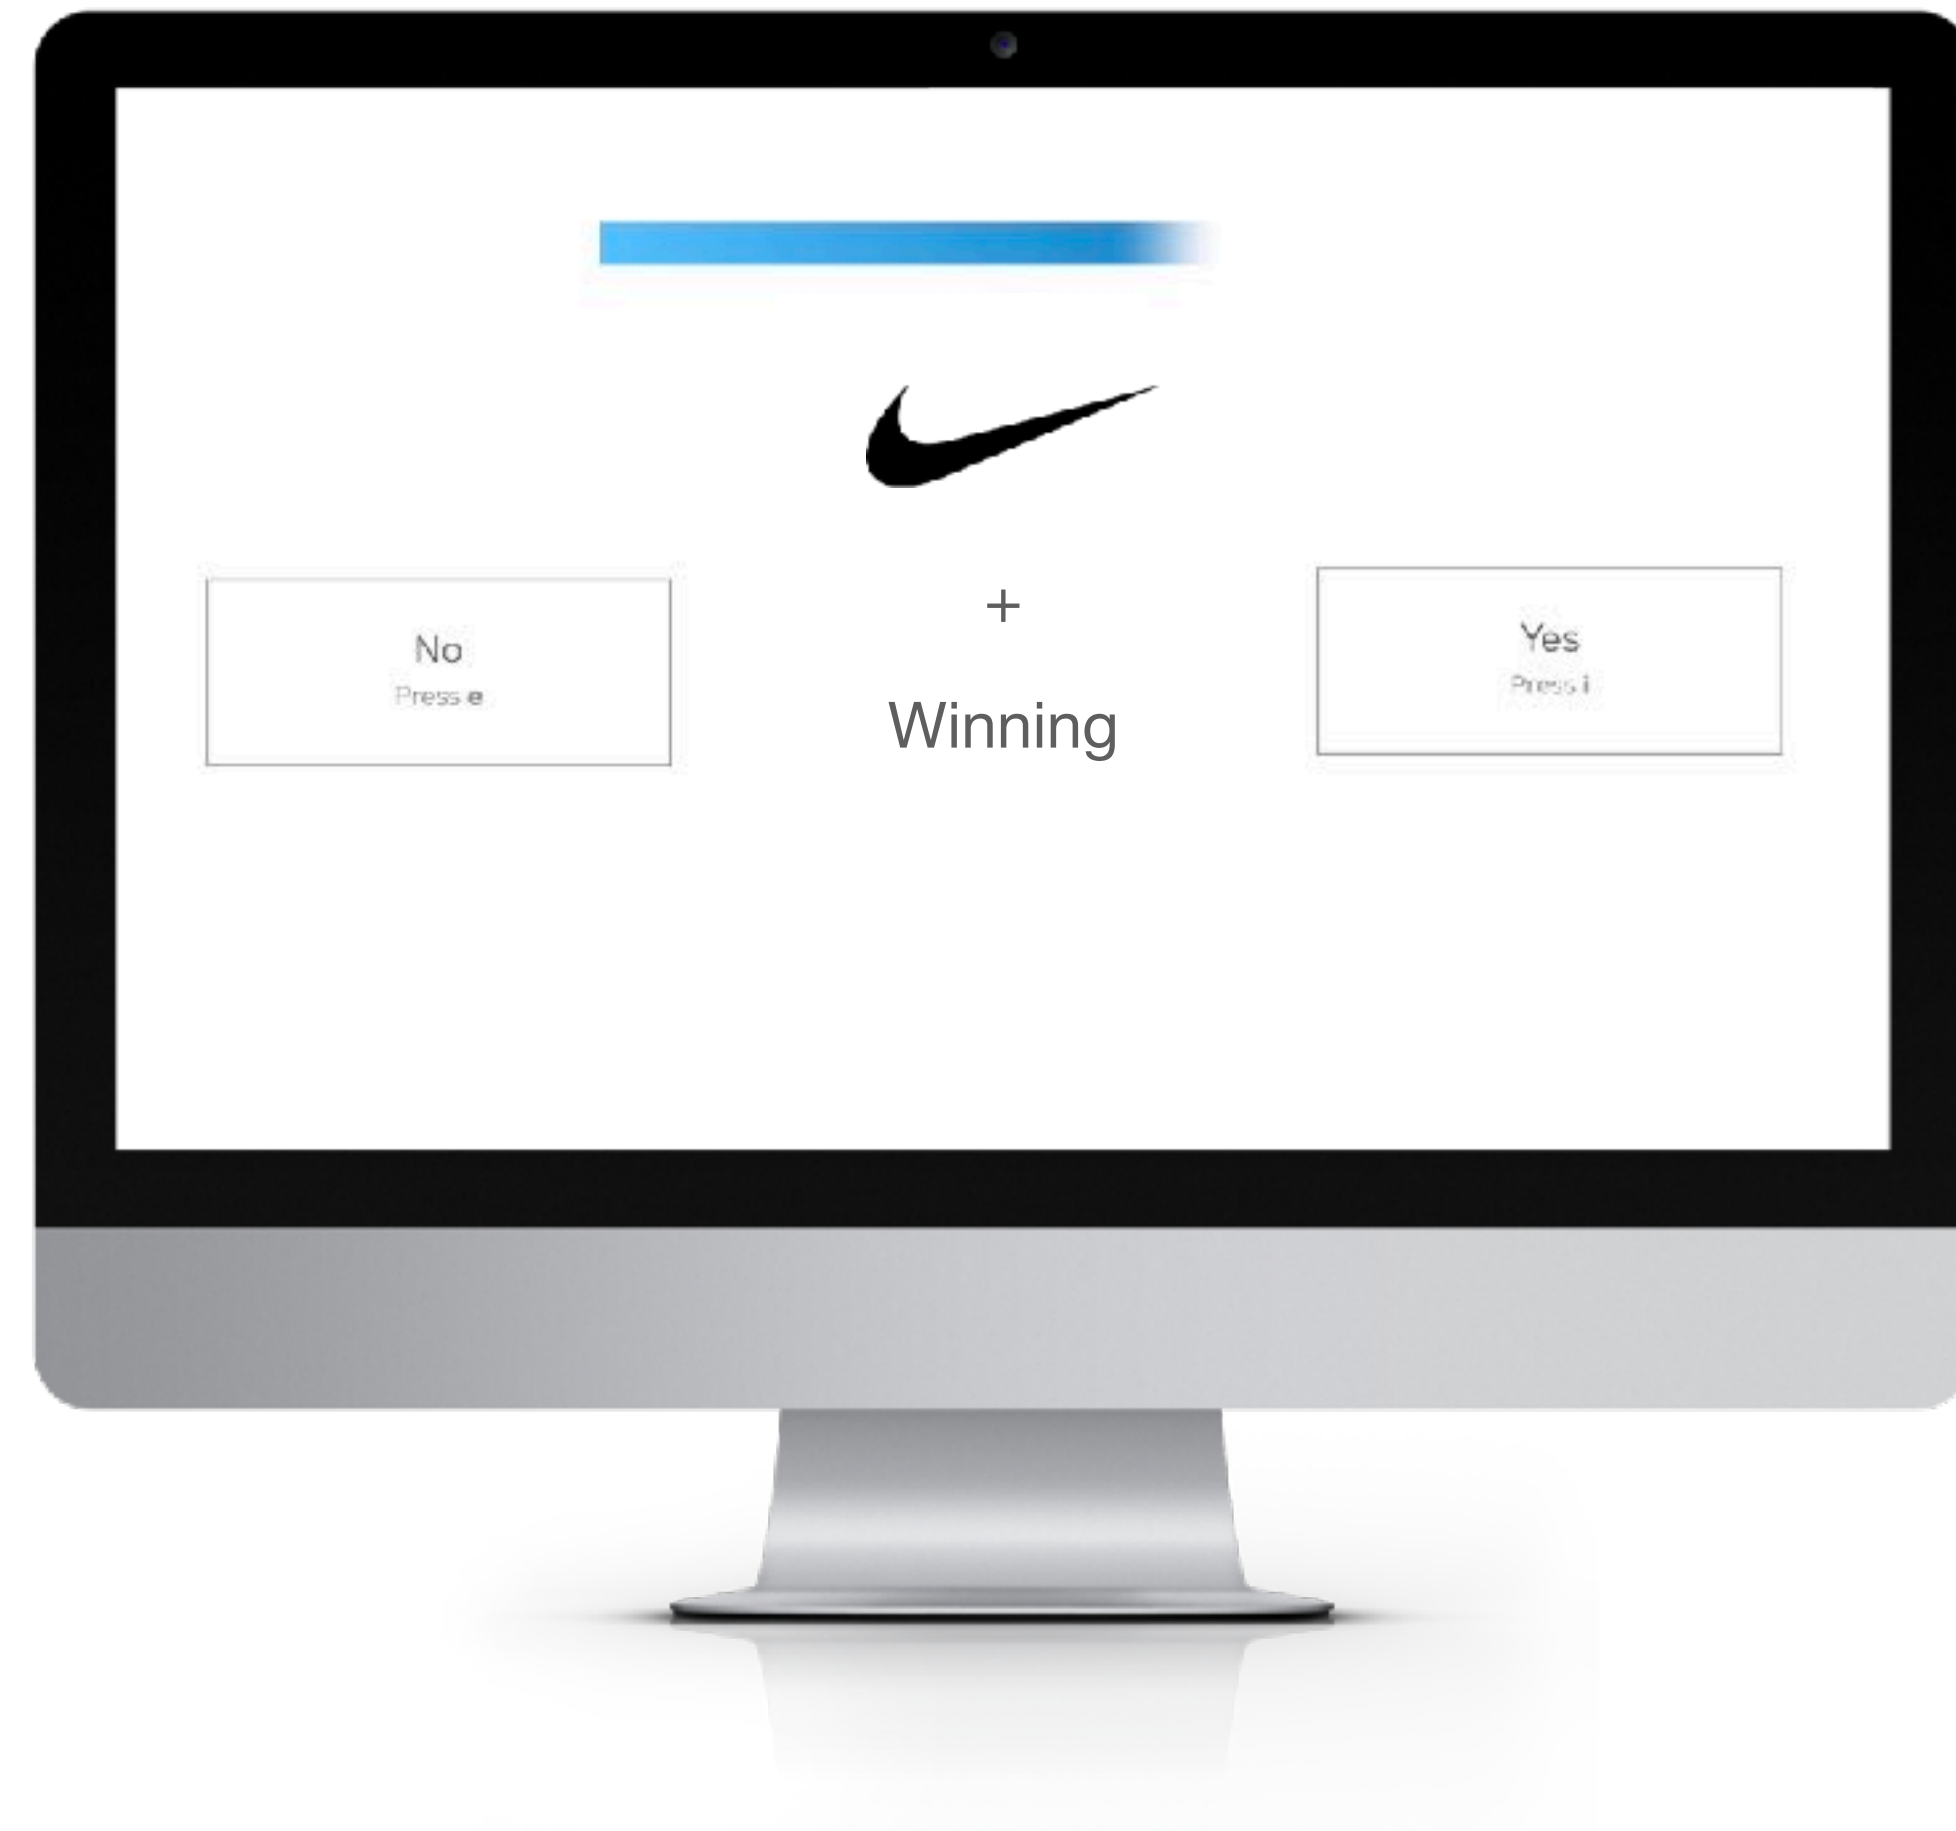 No
Press e
+
Winning
Yes
Press i